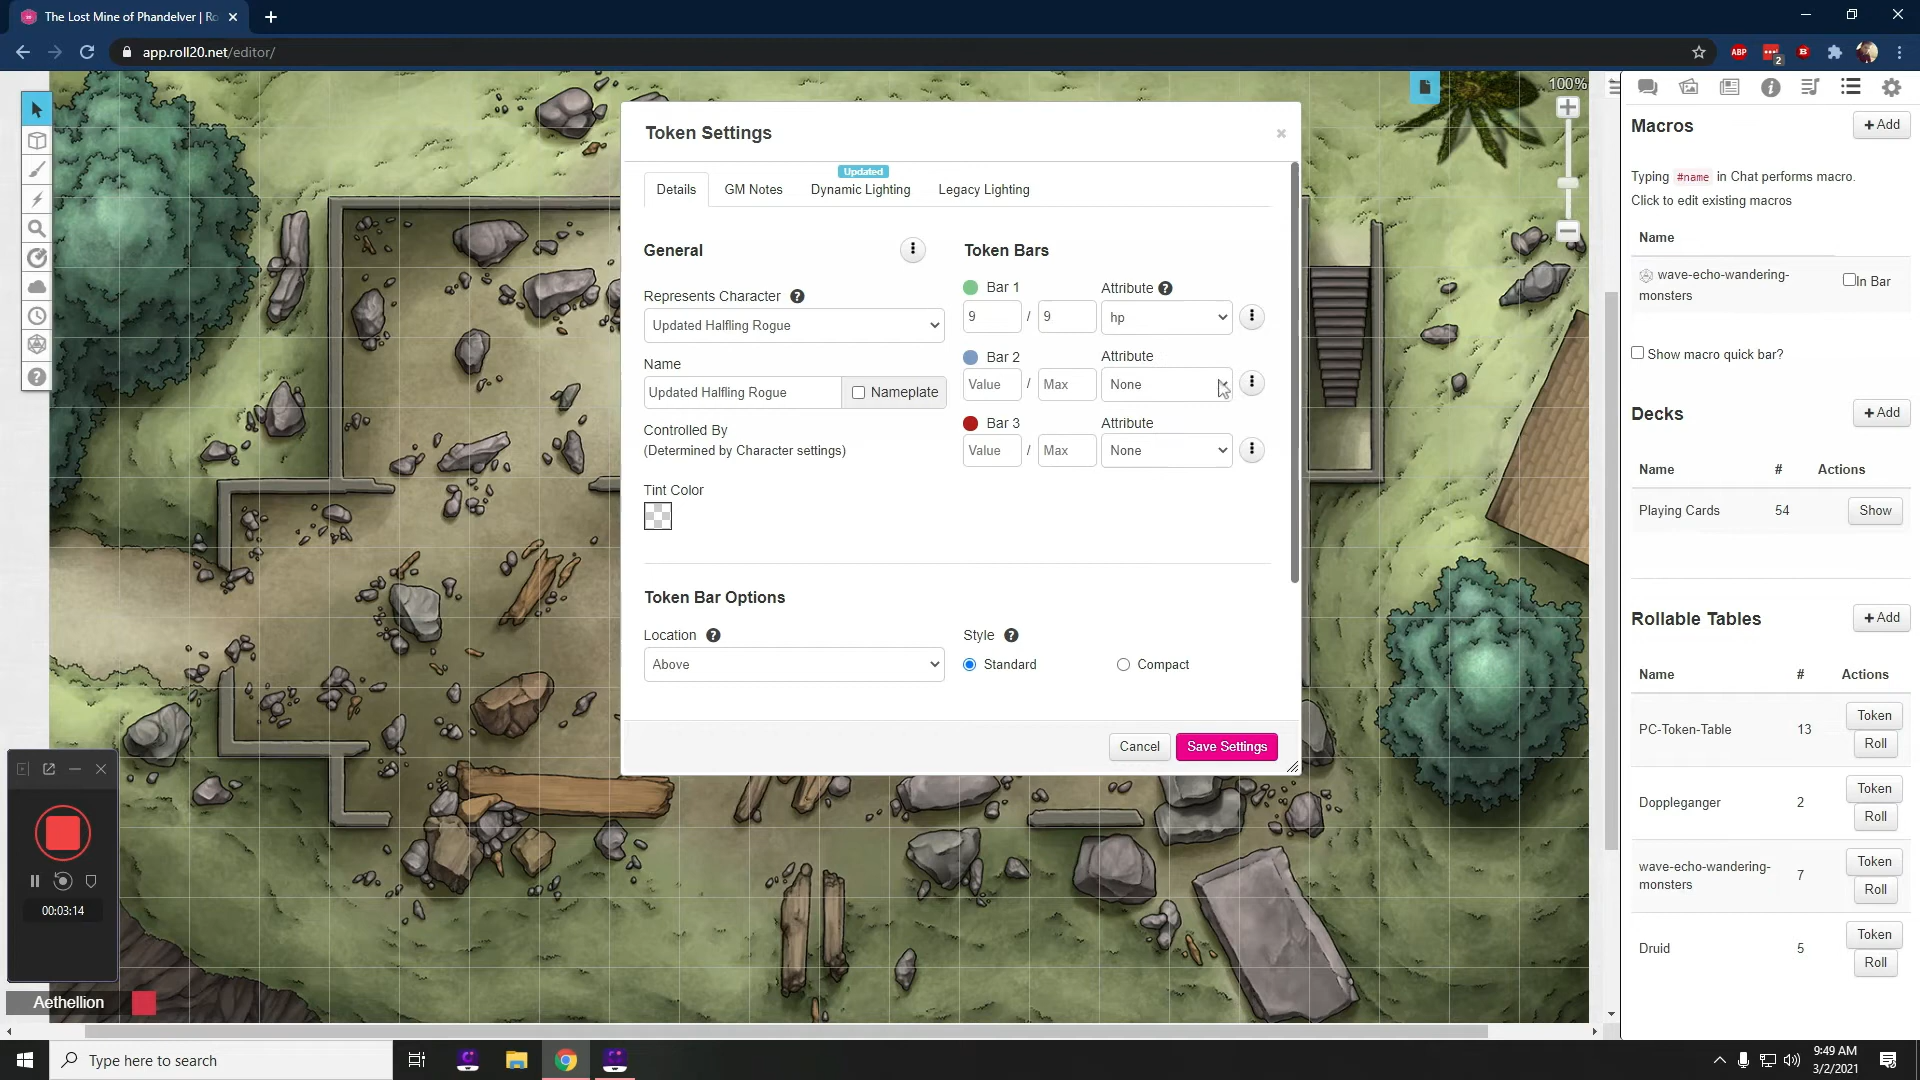 The Lost Mine of Phandelver | Ro
app.roll20.net/editor/
ABP
2
B
100%
Token Settings
Updated
Details
GM Notes
Dynamic Lighting
Legacy Lighting
General
Represents Character
Updated Halfling Rogue
Name
Updated Halfling Rogue
Nameplate
Controlled By
(Determined by Character settings)
Tint Color
Token Bars
Bar 1
Attribute
9 / 9
hp
Bar 2
Attribute
Value / Max
None
Bar 3
Attribute
Value / Max
None
Token Bar Options
Location
Above
Style
Standard
Compact
Cancel
Save Settings
Macros
+ Add
Typing #name in Chat performs macro.
Click to edit existing macros
Name
wave-echo-wandering-
monsters
In Bar
Show macro quick bar?
Decks
+ Add
Name # Actions
Playing Cards 54 Show
Rollable Tables
+ Add
Name # Actions
PC-Token-Table 13 Token
Roll
Doppleganger 2 Token
Roll
wave-echo-wandering-
monsters
7 Token
Roll
Druid 5 Token
Roll
00:03:14
Aethellion
Type here to search
9:49 AM
3/2/2021